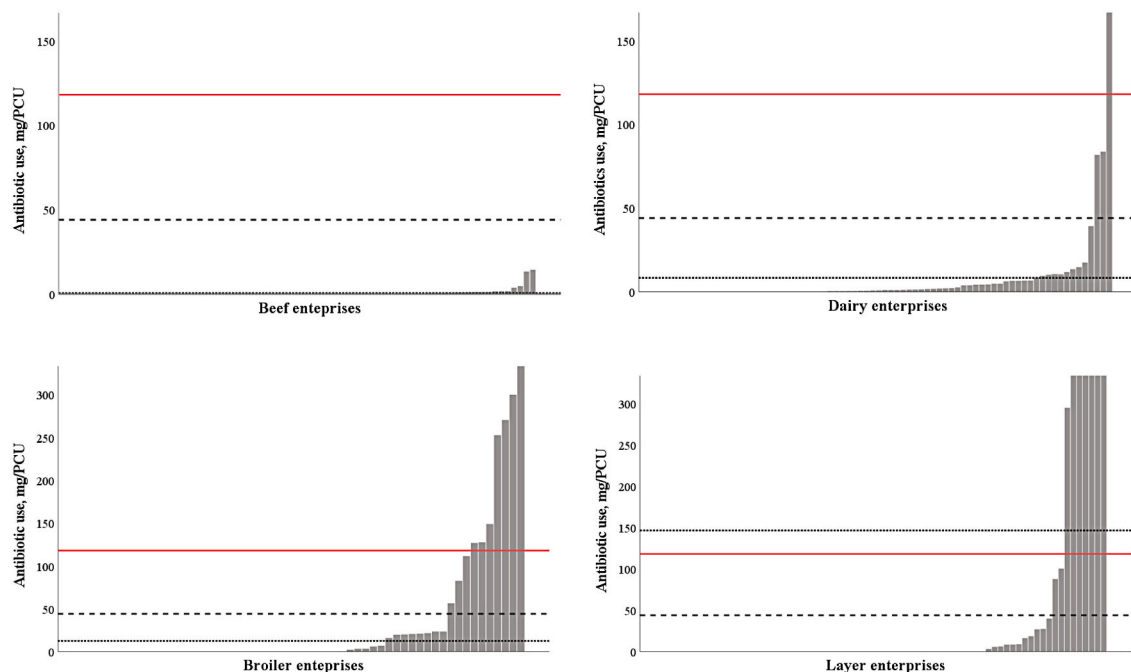 Antibiotic use, mg/PCU
150
100
50
0
Beef enteprises
Antibiotics use, mg/PCU
150
100
50
0
Dairy enterprises
Antibiotic use, mg/PCU
300
250
200
150
100
50
0
Broiler enteprises
Antibiotic use, mg/PCU
300
250
200
150
100
50
0
Layer enterprises